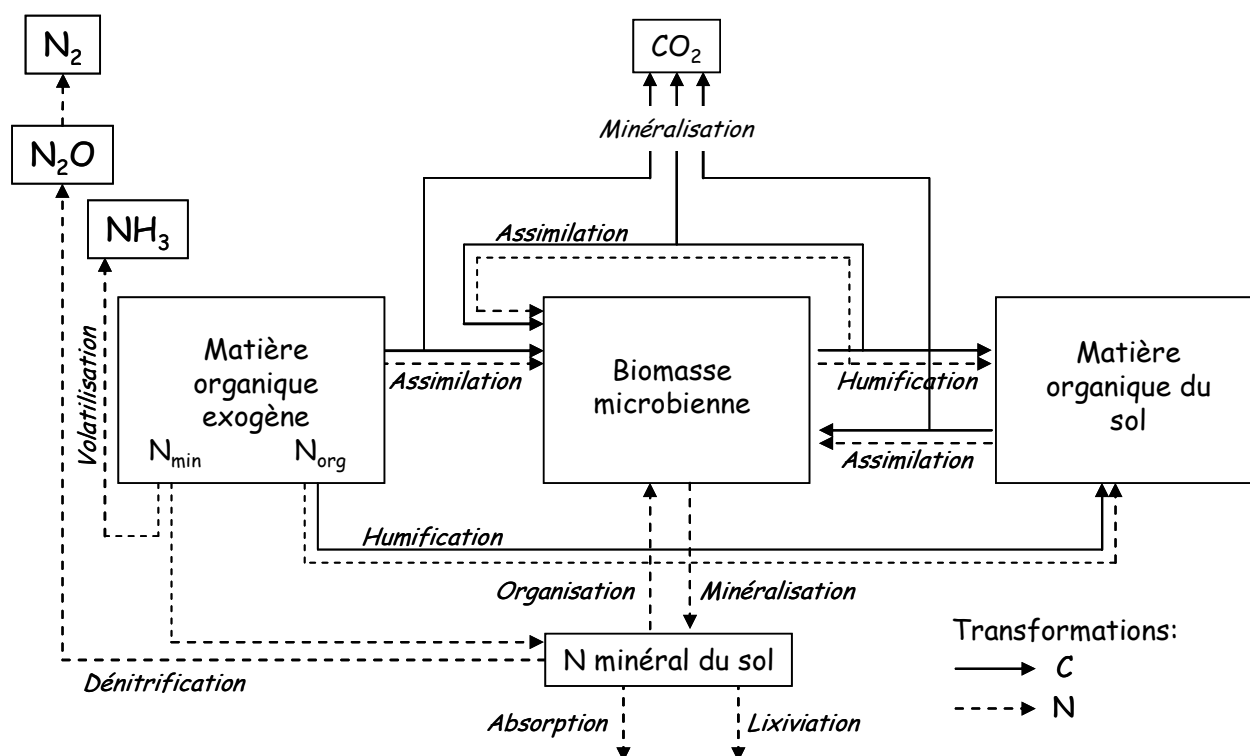 N₂
CO₂
Minéralisation
N₂O
NH₃
Assimilation
Volatilisation
Matière
organique
exogène
N_min
N_org
Assimilation
Biomasse
microbienne
Humification
Assimilation
Matière
organique du
sol
Humification
Organisation
Minéralisation
N minéral du sol
Dénitrification
Absorption
Lixiviation
Transformations:
C
N